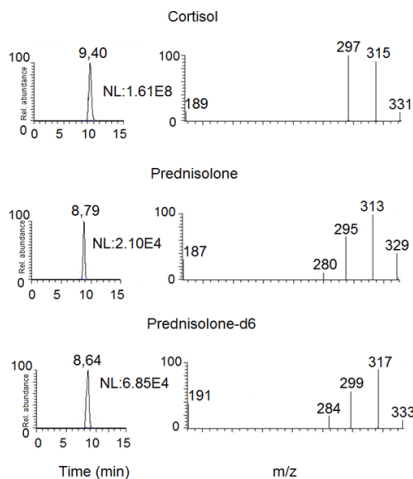 Cortisol
100
9,40
NL:1.61E8
Rel. abundance
0
0 5 10 15
100
189
297
315
331
0
Prednisolone
100
8,79
NL:2.10E4
Rel. abundance
0
0 5 10 15
100
187
280
295
313
329
0
Prednisolone-d6
100
8,64
NL:6.85E4
Rel. abundance
0
0 5 10 15
100
191
284
299
317
333
0
Time (min)
m/z